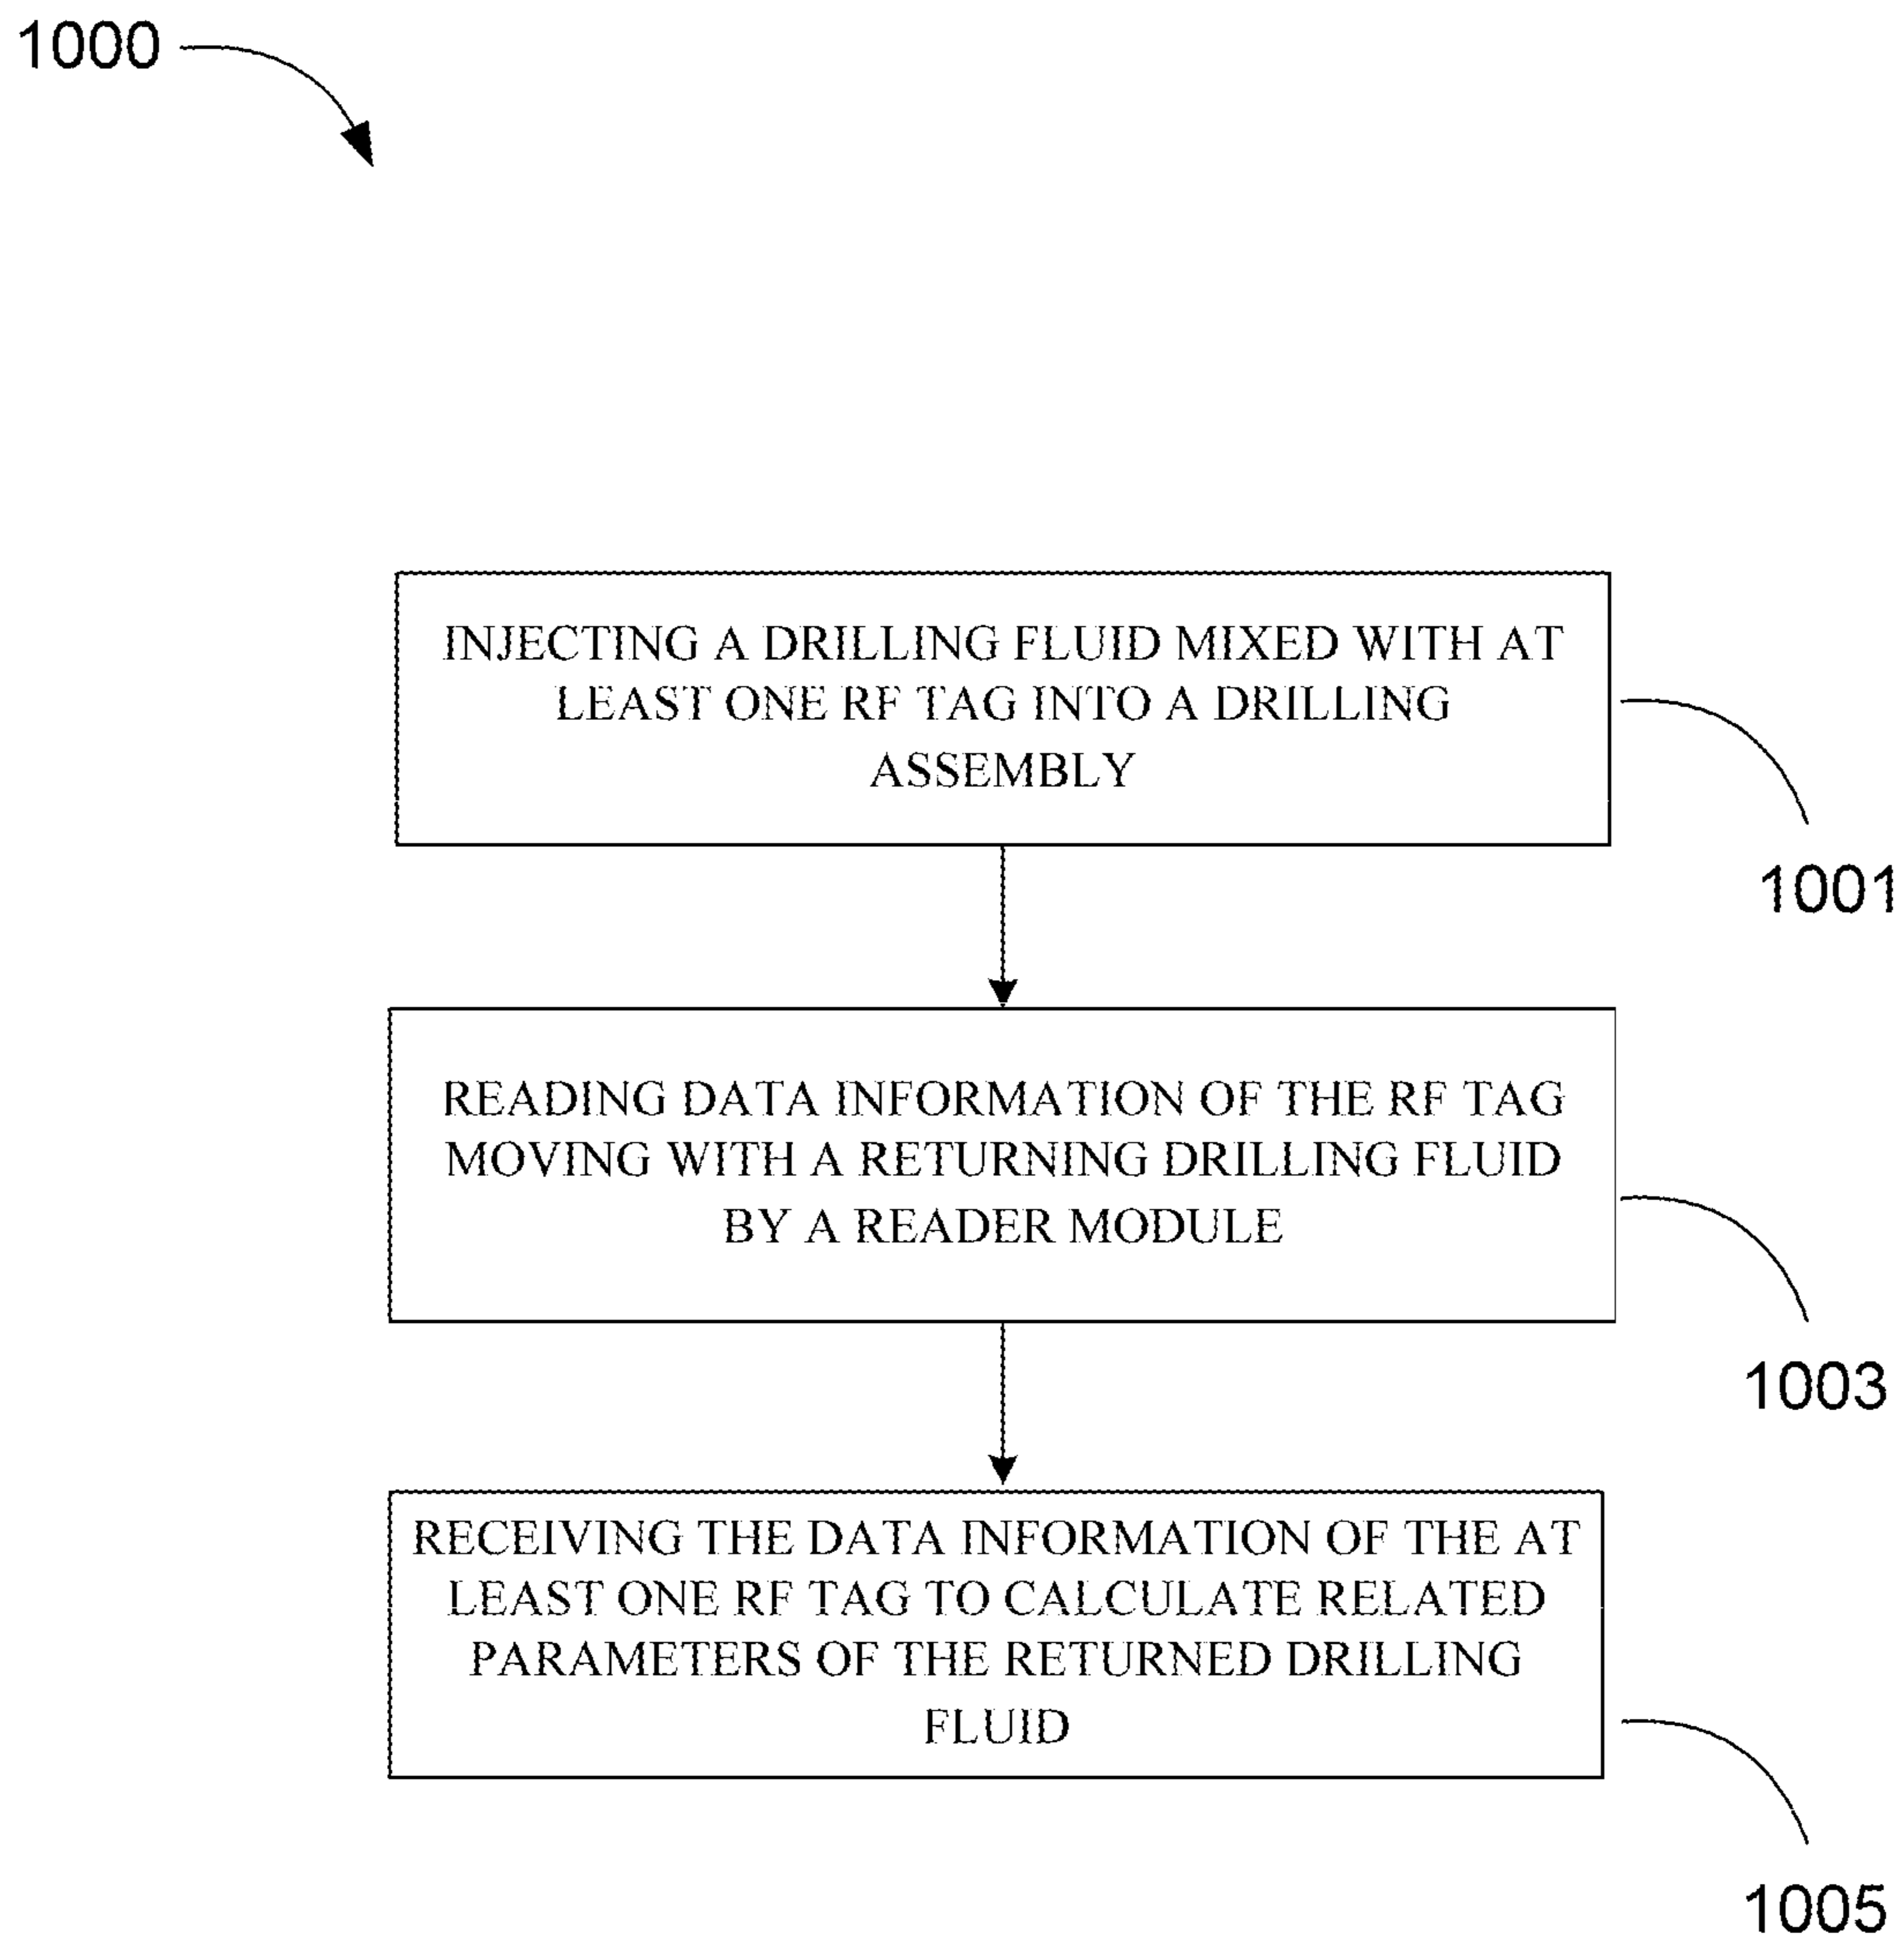 1000
INJECTING A DRILLING FLUID MIXED WITH AT
LEAST ONE RF TAG INTO A DRILLING
ASSEMBLY
1001
READING DATA INFORMATION OF THE RF TAG
MOVING WITH A RETURNING DRILLING FLUID
BY A READER MODULE
1003
RECEIVING THE DATA INFORMATION OF THE AT
LEAST ONE RF TAG TO CALCULATE RELATED
PARAMETERS OF THE RETURNED DRILLING
FLUID
1005